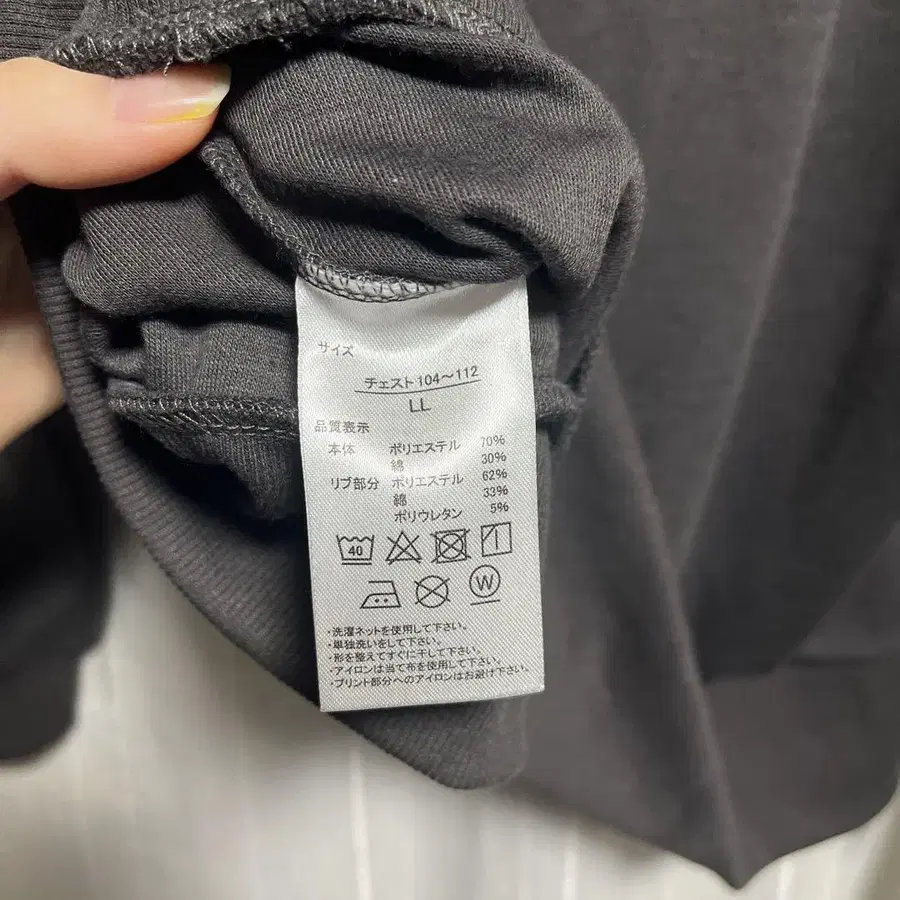 サイズ
チェスト104～112
LL
品質表示
本体 ポリエステル 70%
綿 30%
リブ部分 ポリエステル 62%
綿 33%
ポリウレタン 5%
40
W
・洗濯ネットを使用して下さい。
・単独洗いをして下さい。
・形を整えてすぐに干して下さい。
・アイロンは当て布を使用して下さい。
・プリント部分へのアイロンはお避け下さい。